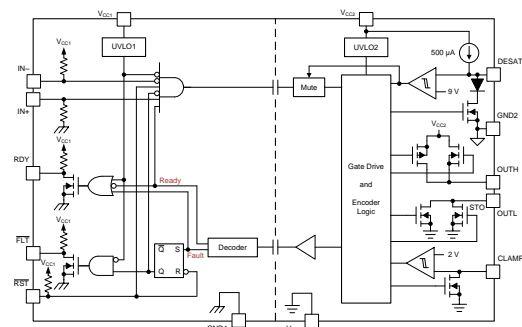 VCC1
VCC2
VCC1
UVLO1
UVLO2
500 µA
IN–
DESAT
Mute
9 V
IN+
GND2
VCC1
VCC2
RDY
Ready
Gate Drive
and
Encoder
Logic
OUTH
STO
OUTL
VCC1
FLT
Q S
Fault
Decoder
2 V
VCC1
Q R
CLAMP
RST